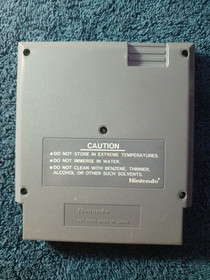 CAUTION
●DO NOT STORE IN EXTREME TEMPERATURES.
●DO NOT IMMERSE IN WATER.
●DO NOT CLEAN WITH BENZENE, THINNER,
ALCOHOL OR OTHER SUCH SOLVENTS.
Nintendo®
Nintendo